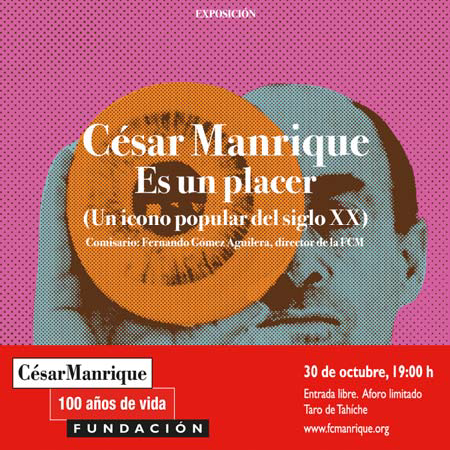 EXPOSICIÓN
César Manrique
Es un placer
(Un icono popular del siglo XX)
Comisario: Fernando Gómez Aguilera, director de la FCM
CésarManrique
100 años de vida
FUNDACIÓN
30 de octubre, 19:00 h
Entrada libre. Aforo limitado
Taro de Tahíche
www.fcmanrique.org